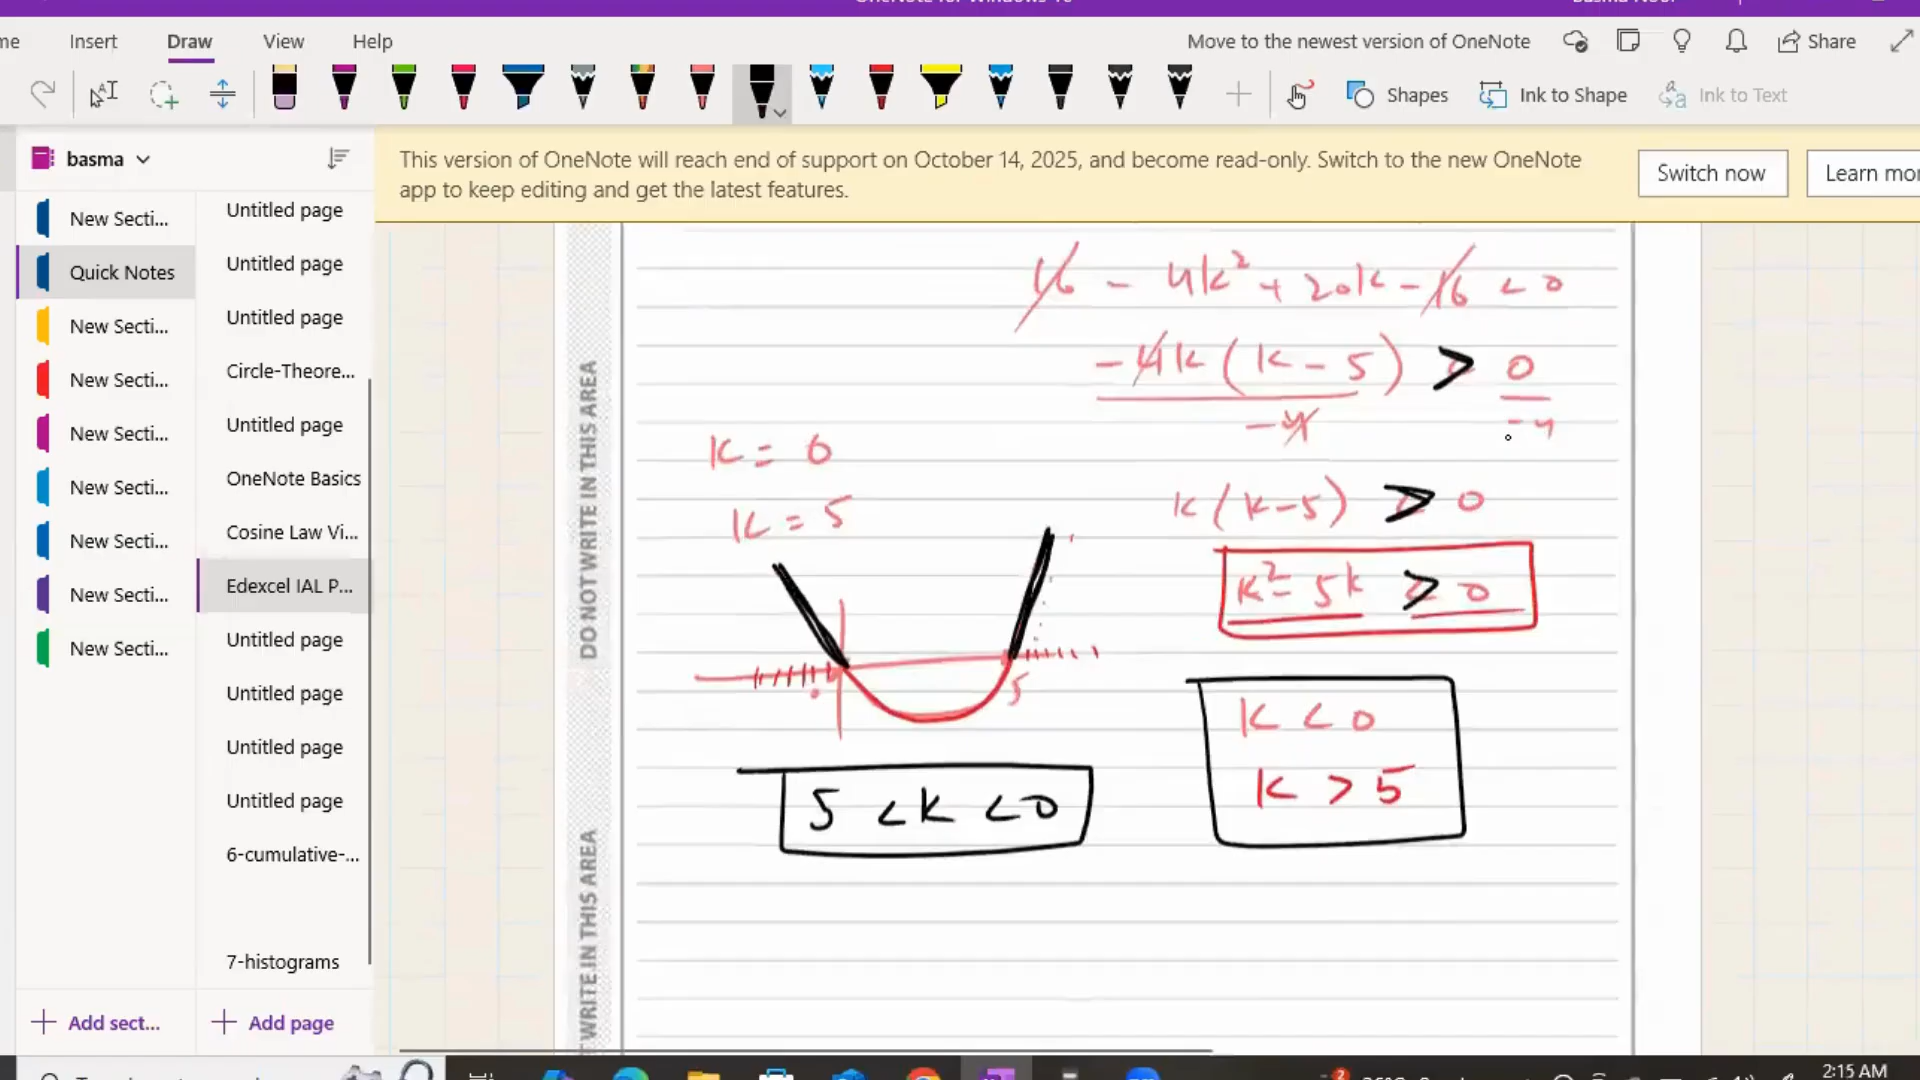 Insert Draw View Help Move to the newest version of OneNote Share
Shapes Ink to Shape Ink to Text
basma
This version of OneNote will reach end of support on October 14, 2025, and become read-only. Switch to the new OneNote
app to keep editing and get the latest features.
Switch now
New Secti...
Quick Notes
New Secti...
New Secti...
New Secti...
New Secti...
New Secti...
New Secti...
New Secti...
Add sect...
Untitled page
Untitled page
Untitled page
Circle-Theore...
Untitled page
OneNote Basics
Cosine Law Vi...
Edexcel IAL P...
Untitled page
Untitled page
Untitled page
Untitled page
6-cumulative-...
7-histograms
Add page
DO NOT WRITE IN THIS AREA
WRITE IN THIS AREA
16 - 4k² + 20k - 16 < 0
-4k (k - 5) > 0
-4 -4
k = 0
k = 5
k (k-5) > 0
k² - 5k > 0
5
k < 0
k > 5
5 < k < 0
2:15 AM